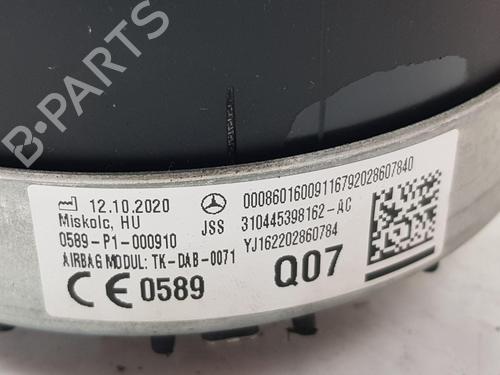 B-PARTS
12.10.2020
Miskolc, HU
0589-P1-000910
AIRBAG MODUL: TK-DAB-0071
CE 0589
JSS
00086016009116792028607840
310445398162-AC
YJ162202860784
Q07